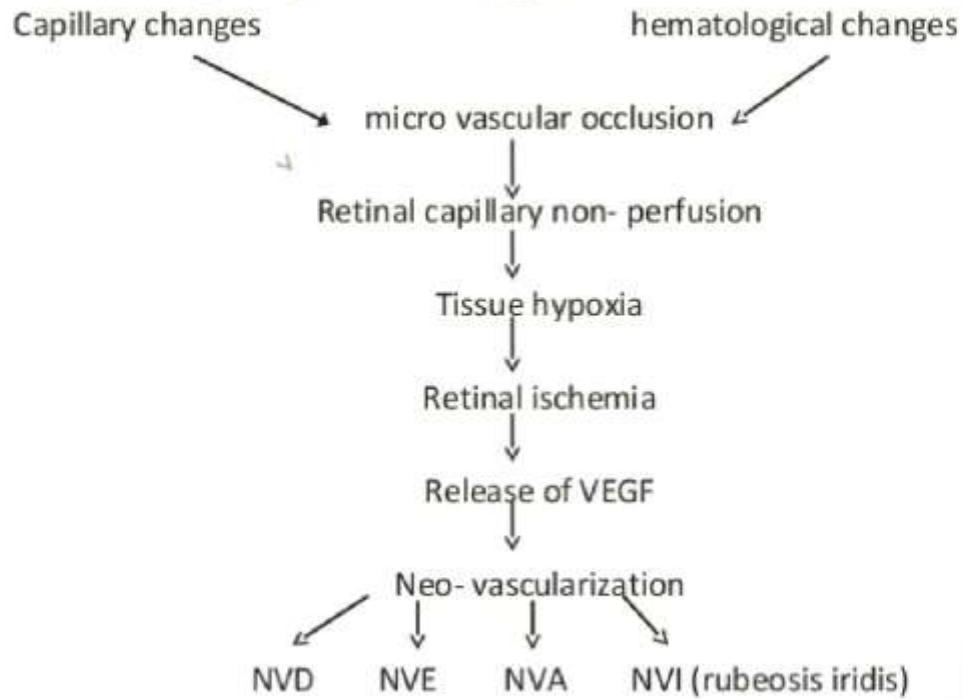 Capillary changes hematological changes
micro vascular occlusion
Retinal capillary non- perfusion
Tissue hypoxia
Retinal ischemia
Release of VEGF
Neo- vascularization
NVD NVE NVA NVI (rubeosis iridis)